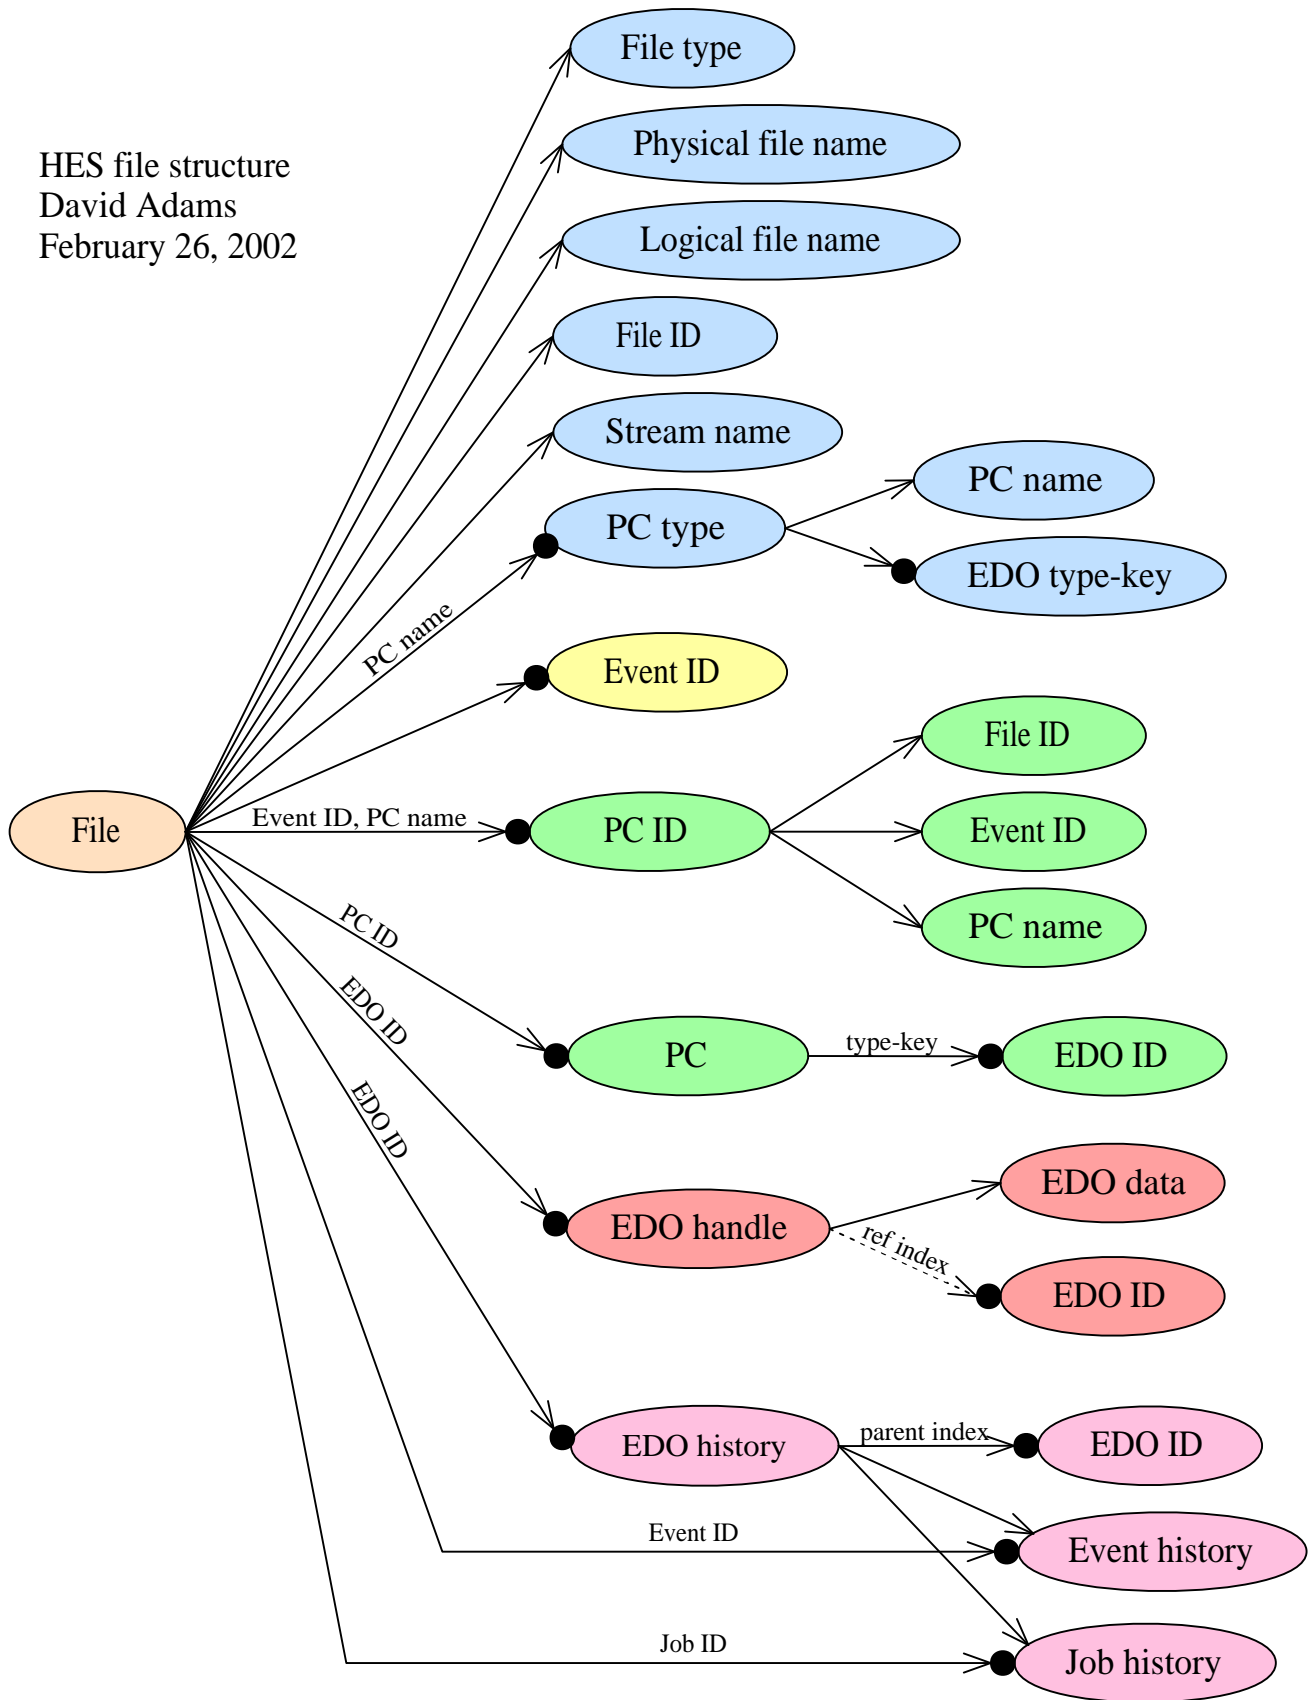 File type
Physical file name
HES file structure
David Adams
February 26, 2002
Logical file name
File ID
Stream name
PC name
PC type
EDO type-key
PC name
Event ID
File ID
Event ID, PC name
File
PC ID
Event ID
PC name
PC ID
EDO ID
type-key
PC
EDO ID
EDO ID
EDO data
EDO handle
ref index
EDO ID
parent index
EDO history
EDO ID
Event ID
Event history
Job ID
Job history